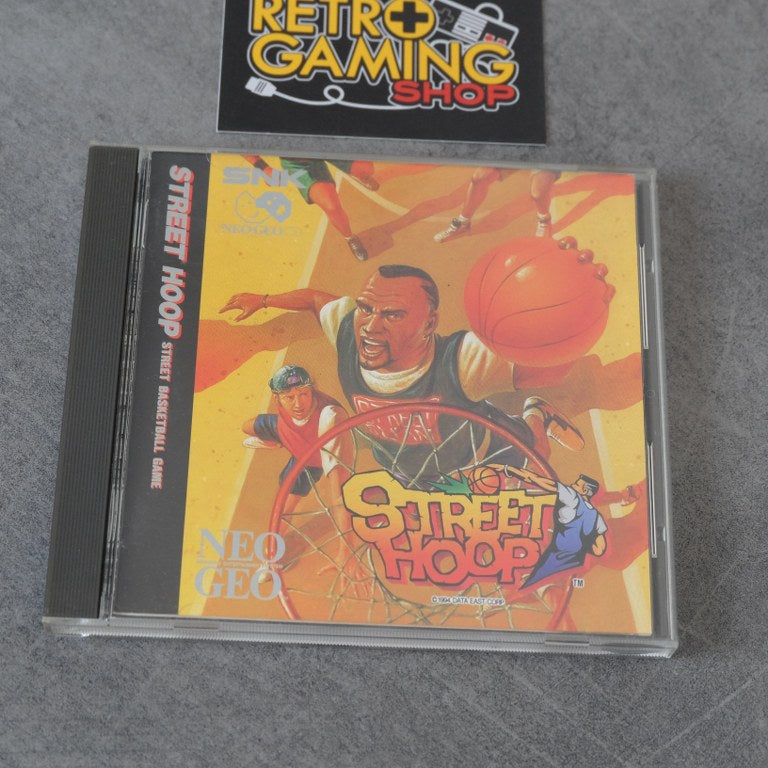 RETRO
GAMING
SHOP
STREET HOOP STREET BASKETBALL GAME
SNK
NEO·GEO CD
NEO
GEO
STREET
HOOP
TM
©1994 DATA EAST CORP.